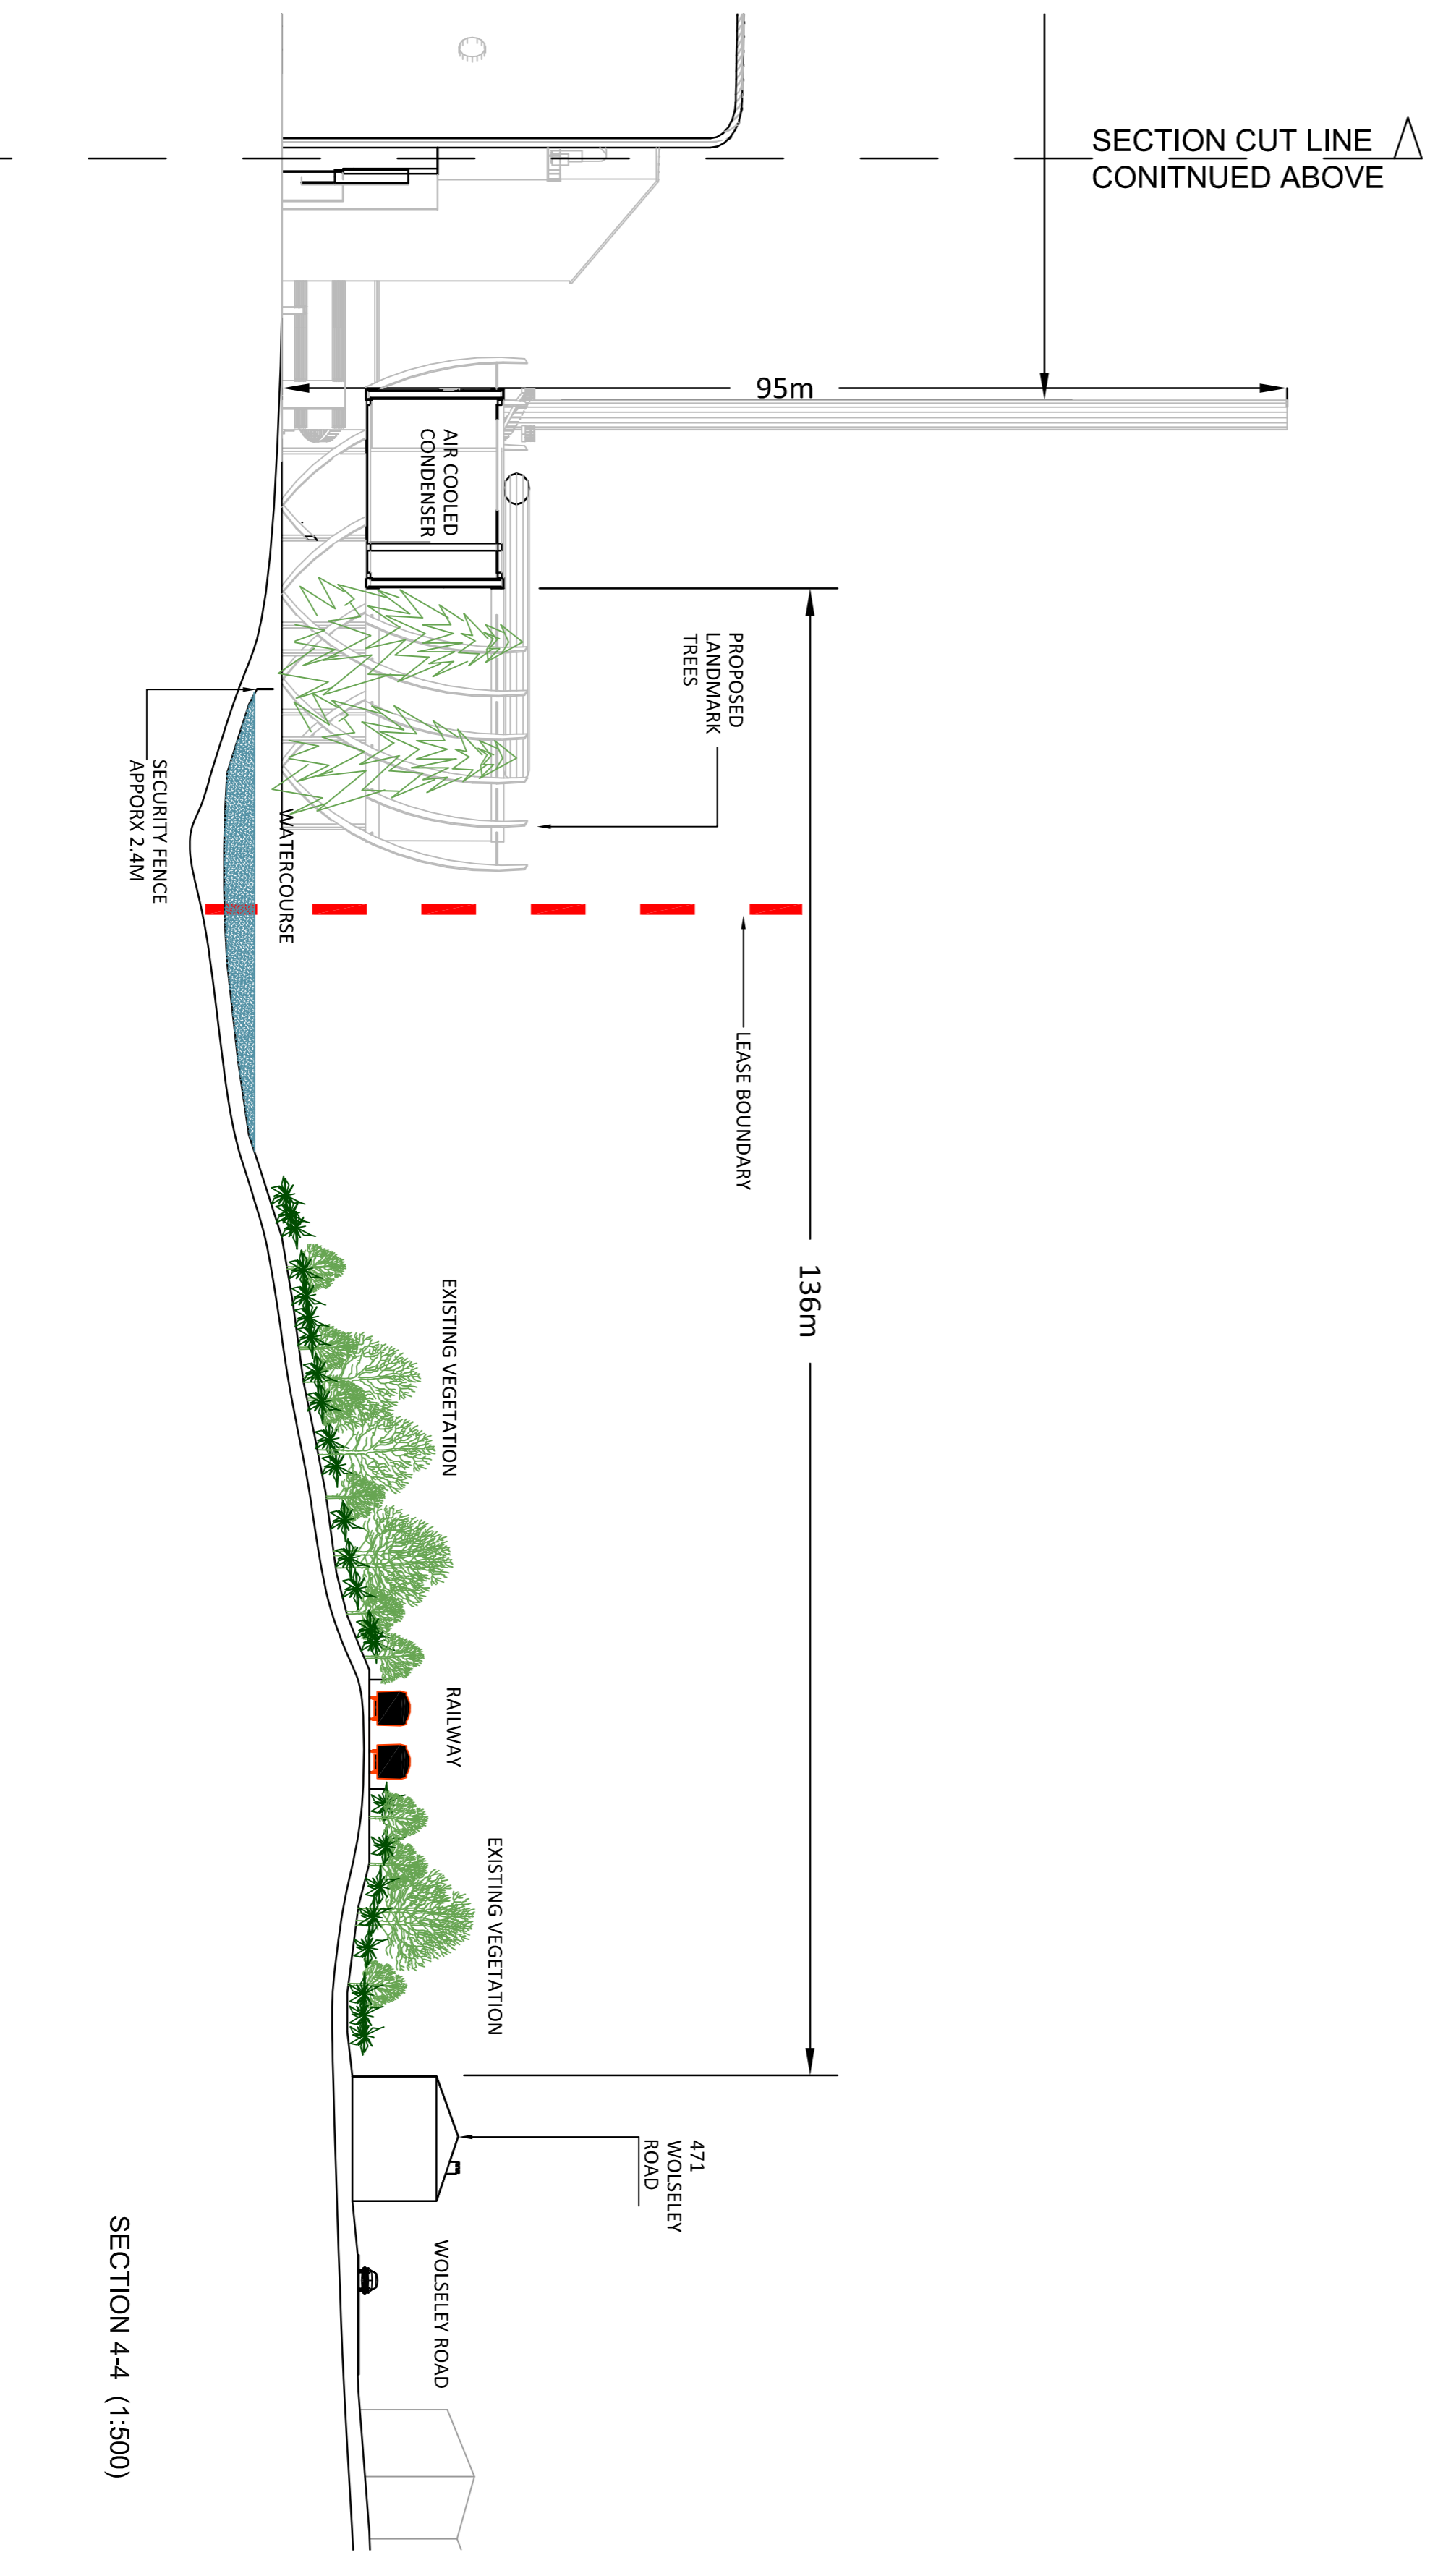 SECTION CUT LINE
CONITNUED ABOVE
95m
AIR COOLED
CONDENSER
PROPOSED
LANDMARK
TREES
SECURITY FENCE
APPORX 2.4M
WATERCOURSE
LEASE BOUNDARY
136m
EXISTING VEGETATION
RAILWAY
EXISTING VEGETATION
471
WOLSELEY
ROAD
WOLSELEY ROAD
SECTION 4-4 (1:500)